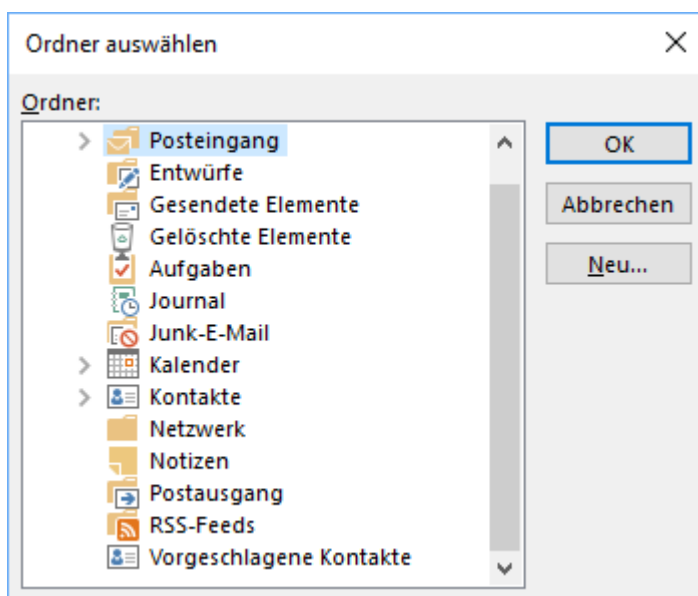 Ordner auswählen
Ordner:
Posteingang
Entwürfe
Gesendete Elemente
Gelöschte Elemente
Aufgaben
Journal
Junk-E-Mail
Kalender
Kontakte
Netzwerk
Notizen
Postausgang
RSS-Feeds
Vorgeschlagene Kontakte
OK
Abbrechen
Neu...